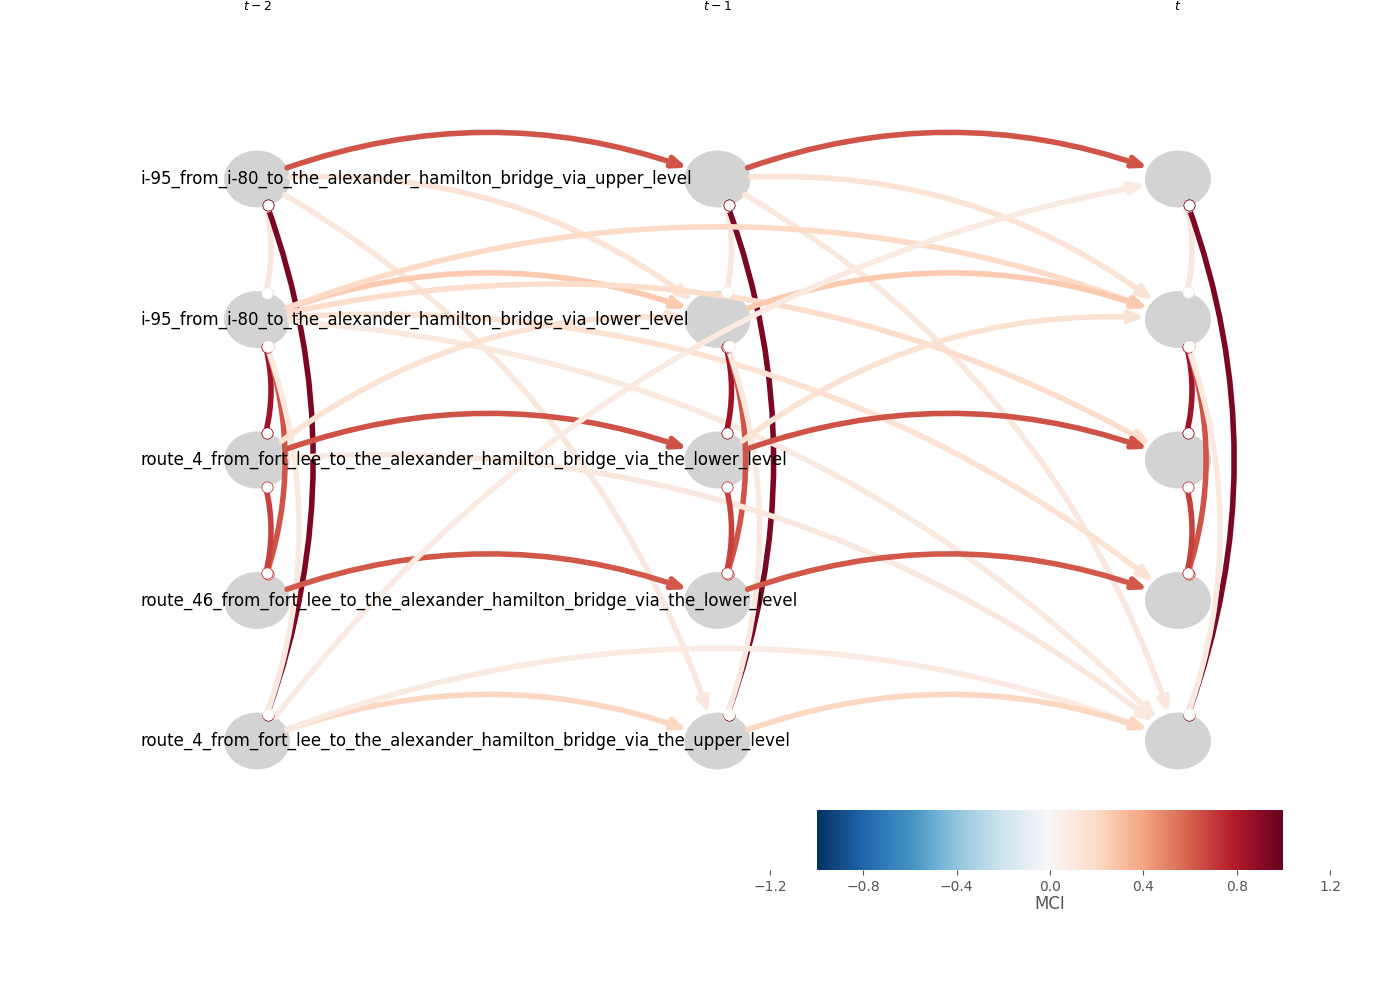 t − 2 t − 1 t
i-95_from_i-80_to_the_alexander_hamilton_bridge_via_upper_level
i-95_from_i-80_to_the_alexander_hamilton_bridge_via_lower_level
route_4_from_fort_lee_to_the_alexander_hamilton_bridge_via_the_lower_level
route_46_from_fort_lee_to_the_alexander_hamilton_bridge_via_the_lower_level
route_4_from_fort_lee_to_the_alexander_hamilton_bridge_via_the_upper_level
−1.2 −0.8 −0.4 0.0 0.4 0.8 1.2
MCI